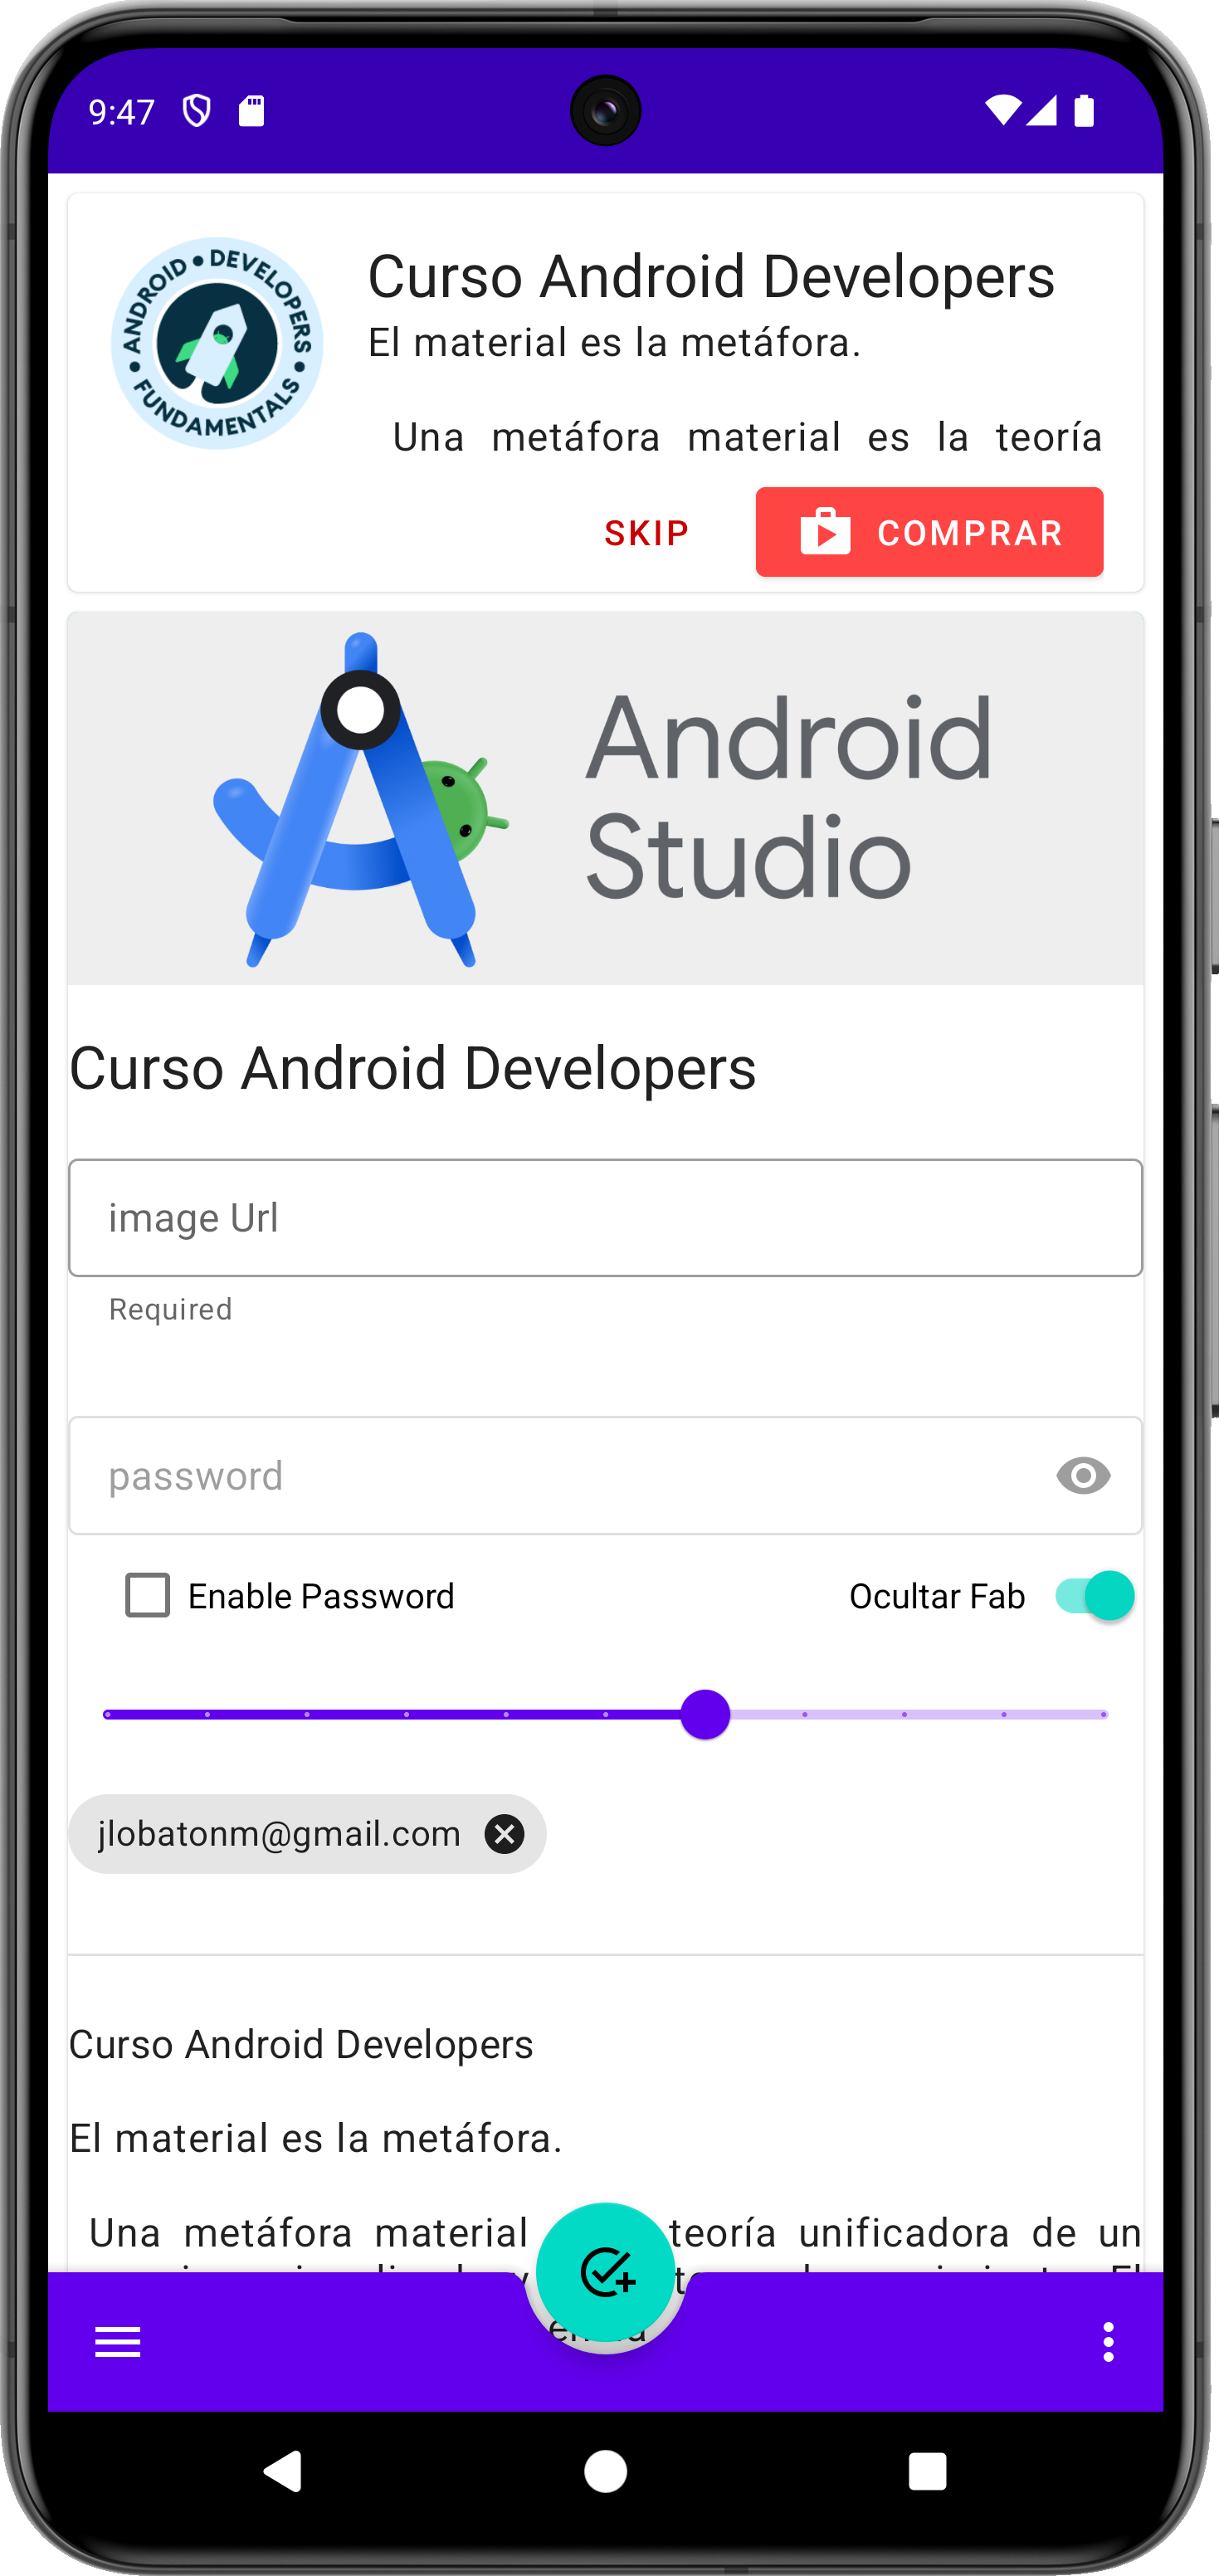 9:47
ANDROID • DEVELOPERS • FUNDAMENTALS •
Curso Android Developers
El material es la metáfora.
Una metáfora material es la teoría
SKIP
COMPRAR
Android
Studio
Curso Android Developers
image Url
Required
password
Enable Password
Ocultar Fab
jlobatonm@gmail.com
Curso Android Developers
El material es la metáfora.
Una metáfora material teoría unificadora de un